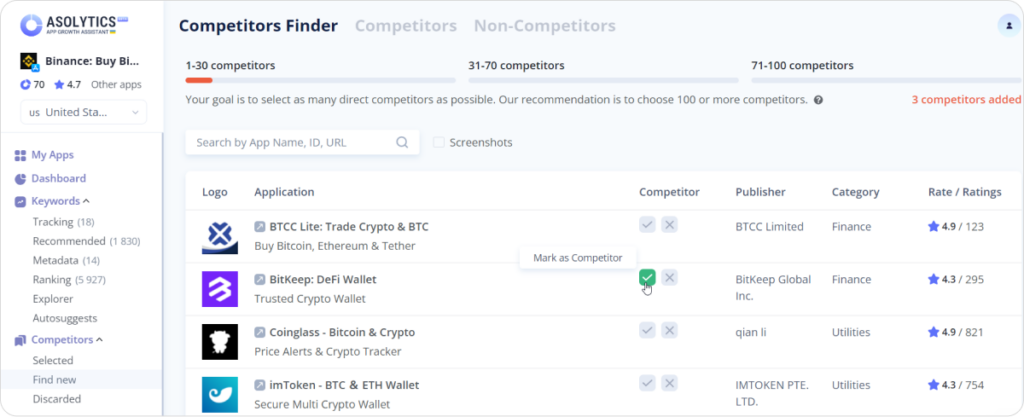 ASOLYTICS
APP GROWTH ASSISTANT
Binance: Buy Bi...
70 4.7 Other apps
us United Sta...
My Apps
Dashboard
Keywords
Tracking (18)
Recommended (1 830)
Metadata (14)
Ranking (5 927)
Explorer
Autosuggests
Competitors
Selected
Find new
Discarded
Competitors Finder Competitors Non-Competitors
1-30 competitors 31-70 competitors 71-100 competitors
Your goal is to select as many direct competitors as possible. Our recommendation is to choose 100 or more competitors. ? 3 competitors added
Search by App Name, ID, URL Screenshots
Logo Application Competitor Publisher Category Rate / Ratings
BTCC Lite: Trade Crypto & BTC BTCC Limited Finance 4.9 / 123
Buy Bitcoin, Ethereum & Tether
Mark as Competitor
BitKeep: DeFi Wallet BitKeep Global Finance 4.3 / 295
Trusted Crypto Wallet Inc.
Coinglass - Bitcoin & Crypto qian li Utilities 4.9 / 821
Price Alerts & Crypto Tracker
imToken - BTC & ETH Wallet IMTOKEN PTE. Utilities 4.3 / 754
Secure Multi Crypto Wallet LTD.